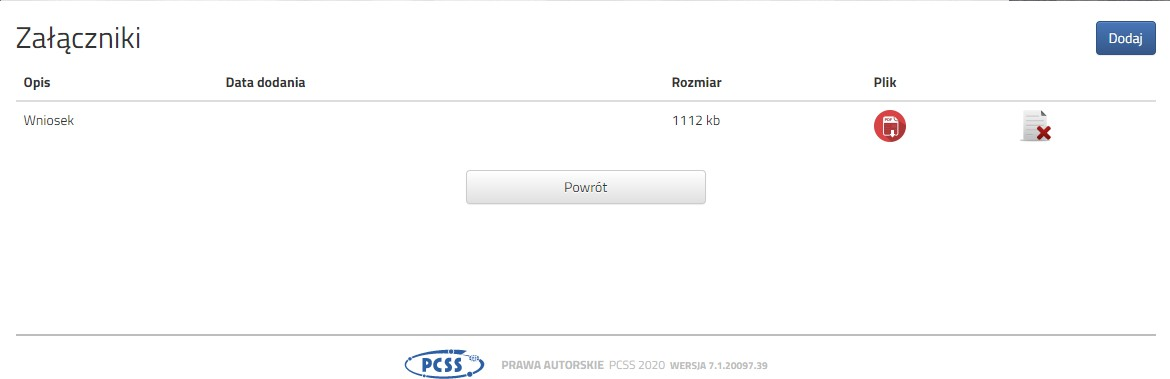 Załączniki
Dodaj
Opis Data dodania Rozmiar Plik
Wniosek 1112 kb
PDF
Powrót
PCSS PRAWA AUTORSKIE PCSS 2020 WERSJA 7.1.20097.39